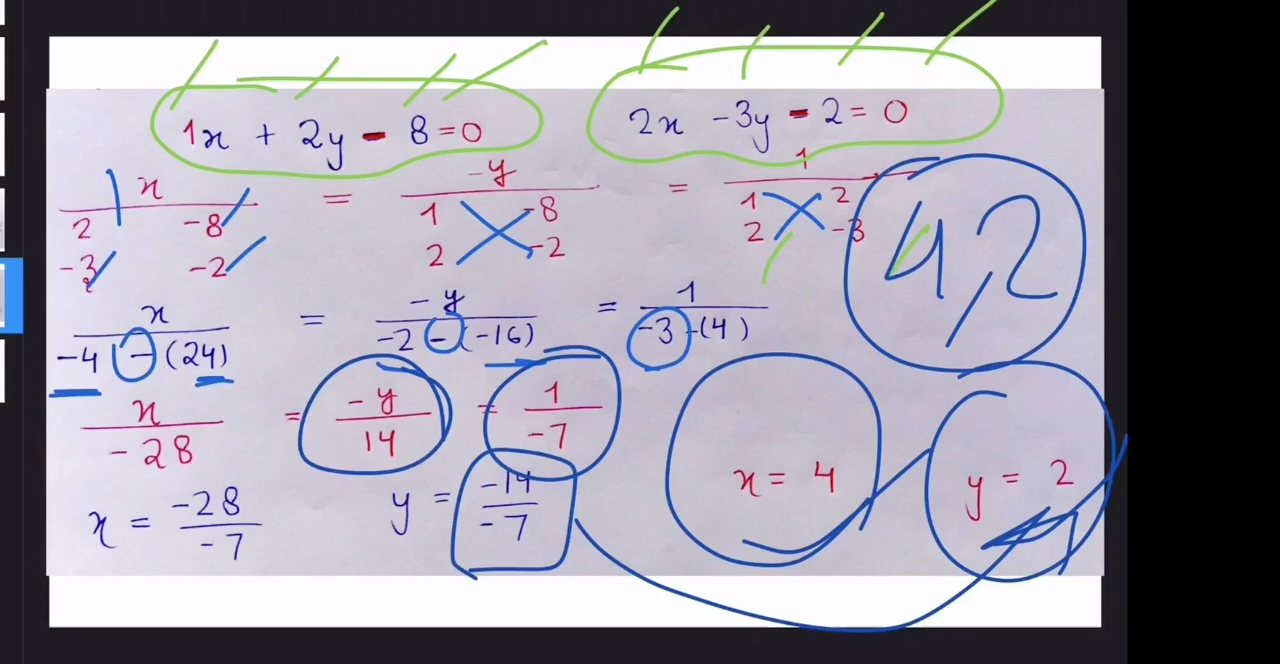 1x + 2y - 8 = 0    2x - 3y - 2 = 0
x = -y = 1
2 -8    1 -8    1 2
-3 -2    2 -2    2 -3
4,2
x = -y = 1
-4 - (24)    -2 - (-16)    -3 - (4)
x = -y = 1
-28    14    -7
x = -28    y = -14    x = 4    y = 2
-7    -7